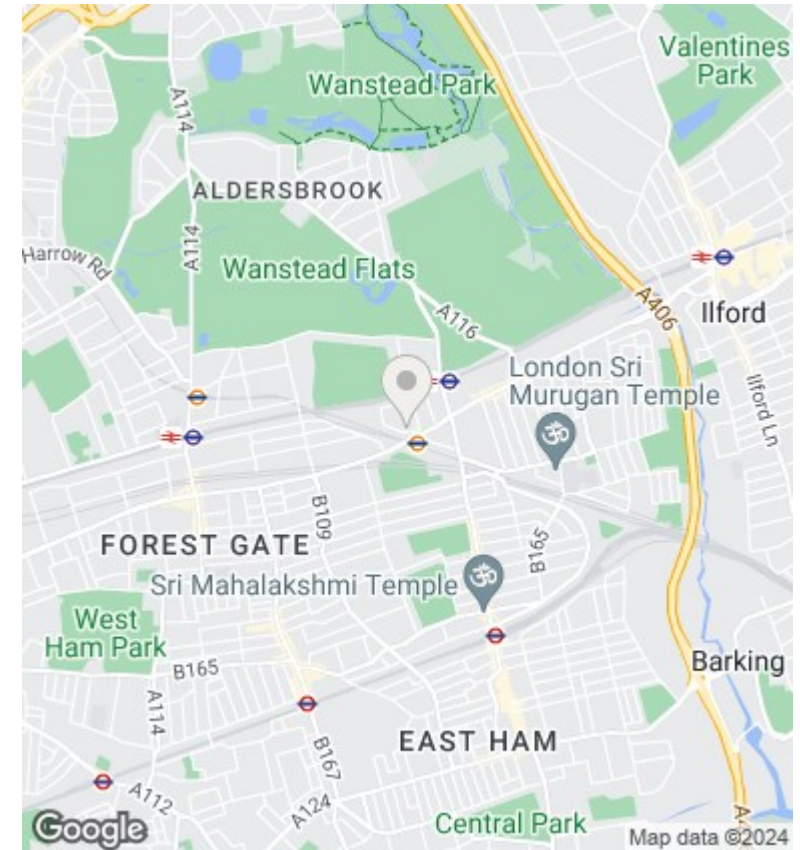 Valentines
Park
Wanstead Park
A114
ALDERSBROOK
Harrow Rd
A114
Wanstead Flats
A116
A406
Ilford
London Sri
Murugan Temple
Ilford Ln
B109
FOREST GATE
B165
Sri Mahalakshmi Temple
West
Ham Park
B165
Barking
A114
EAST HAM
B167
A112
A124
Central Park
Google
Map data ©2024